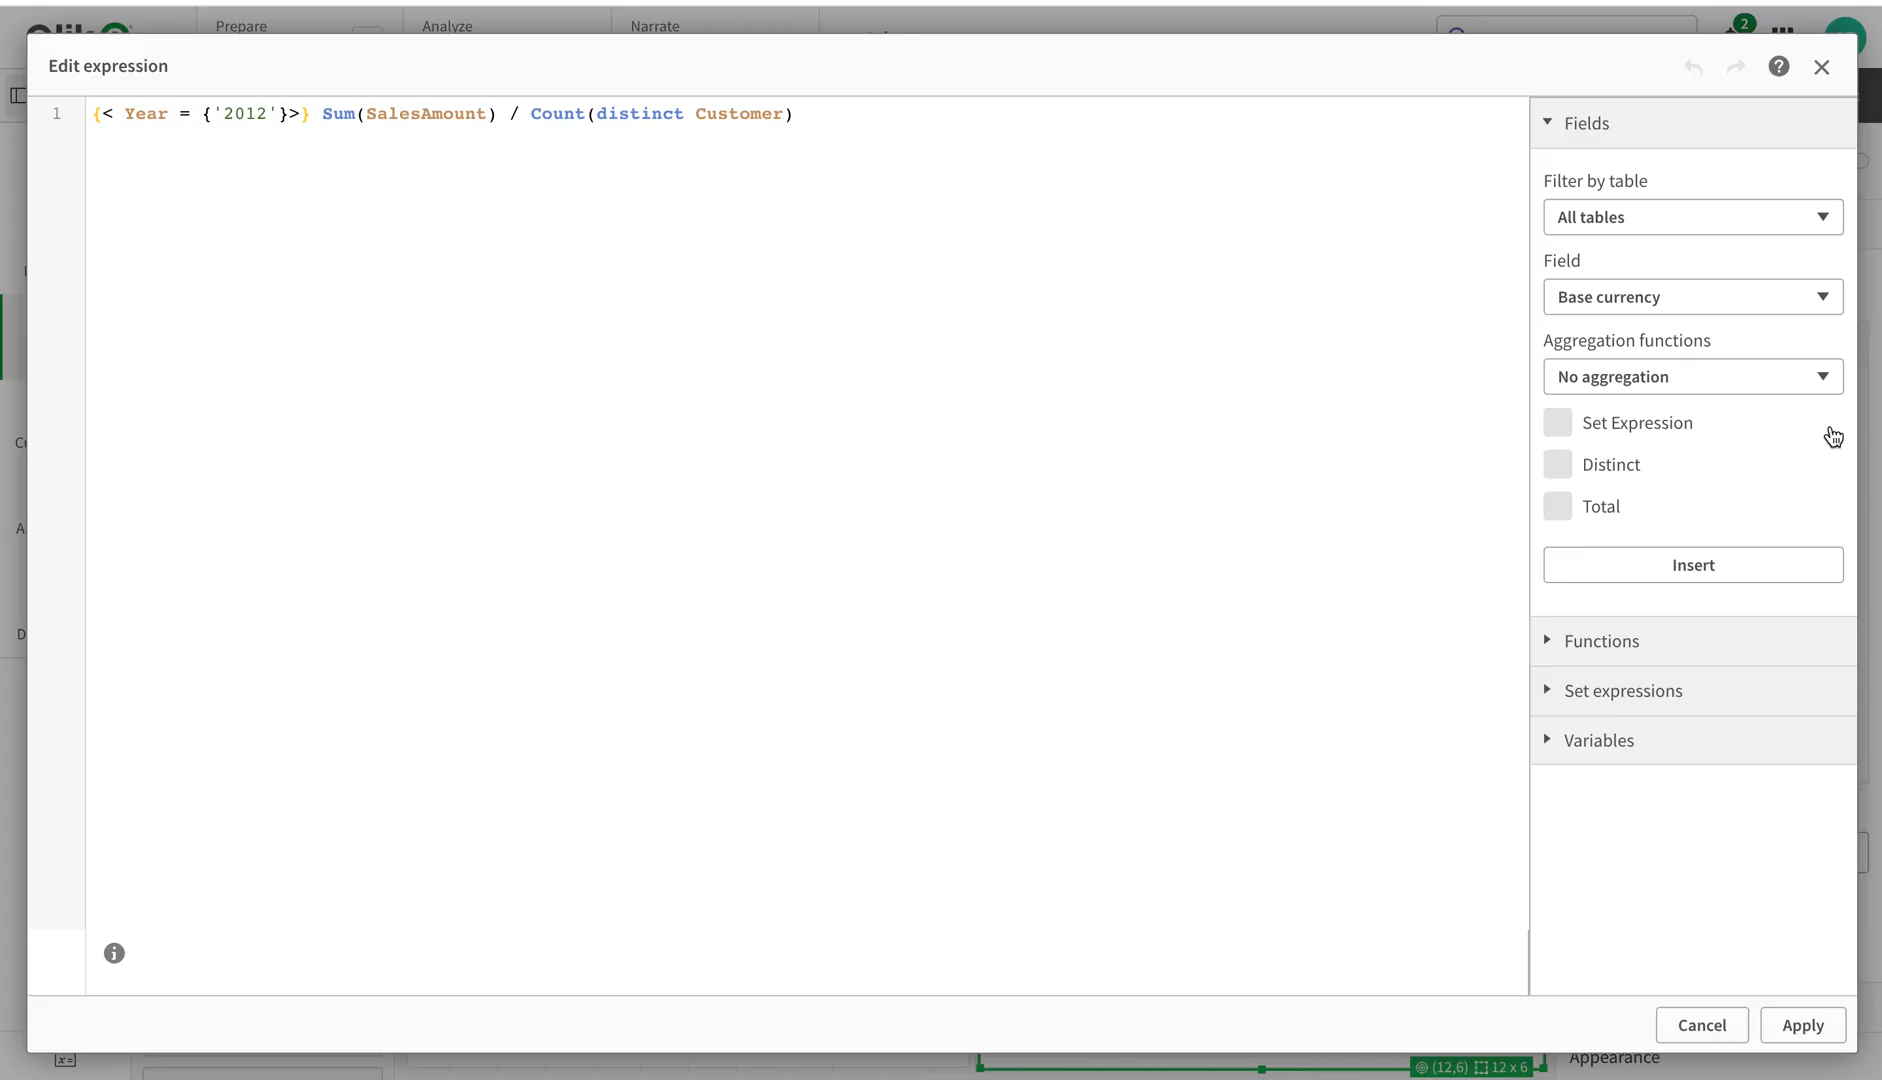 Prepare
Analyze
Narrate
2
Edit expression
1
{< Year = {'2012'}>} Sum(SalesAmount) / Count(distinct Customer)
Fields
Filter by table
All tables
Field
Base currency
Aggregation functions
No aggregation
Set Expression
Distinct
Total
Insert
Functions
Set expressions
Variables
Cancel
Apply
(12,6) 12 x 6
Appearance